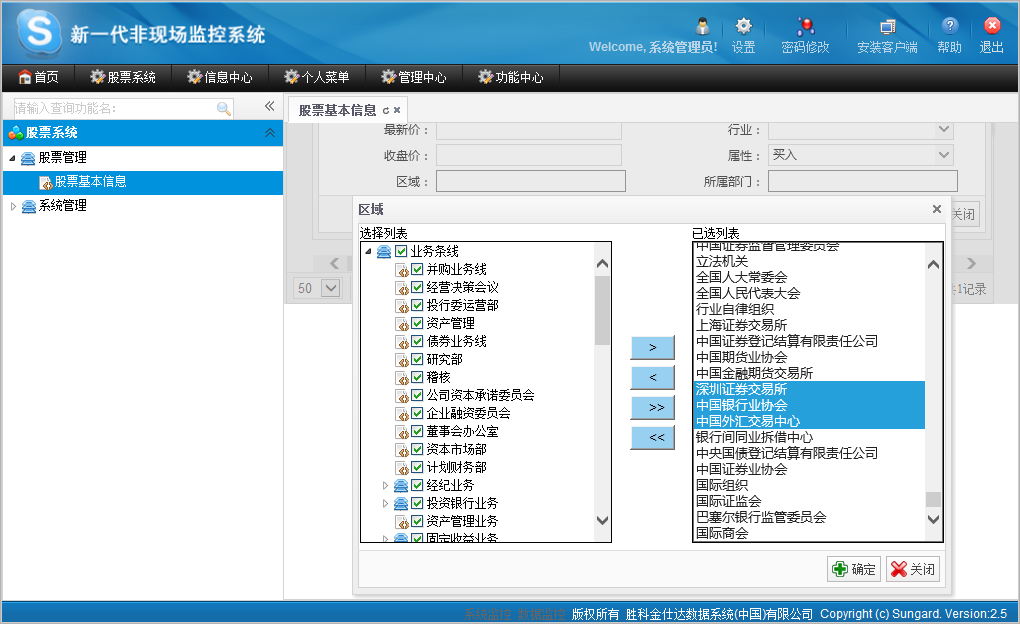 新一代非现场监控系统
Welcome, 系统管理员!
设置
密码修改
安装客户端
帮助
退出
首页
股票系统
信息中心
个人菜单
管理中心
功能中心
请输入查询功能名:
股票系统
股票管理
股票基本信息
系统管理
股票基本信息
最新价：
行业：
收盘价：
属性：
买入
区域：
所属部门：
关闭
50
1记录
区域
选择列表
业务条线
并购业务线
经营决策会议
投行委运营部
资产管理
债券业务线
研究部
稽核
公司资本承诺委员会
企业融资委员会
董事会办公室
资本市场部
计划财务部
经纪业务
投资银行业务
资产管理业务
固定收益业务
>
<
>>
<<
已选列表
中国证券监督管理委员会
立法机关
全国人大常委会
全国人民代表大会
行业自律组织
上海证券交易所
中国证券登记结算有限责任公司
中国期货业协会
中国金融期货交易所
深圳证券交易所
中国银行业协会
中国外汇交易中心
银行间同业拆借中心
中央国债登记结算有限责任公司
中国证券业协会
国际组织
国际证监会
巴塞尔银行监管委员会
国际商会
确定
关闭
版权所有 胜科金仕达数据系统(中国)有限公司 Copyright (c) Sungard. Version:2.5